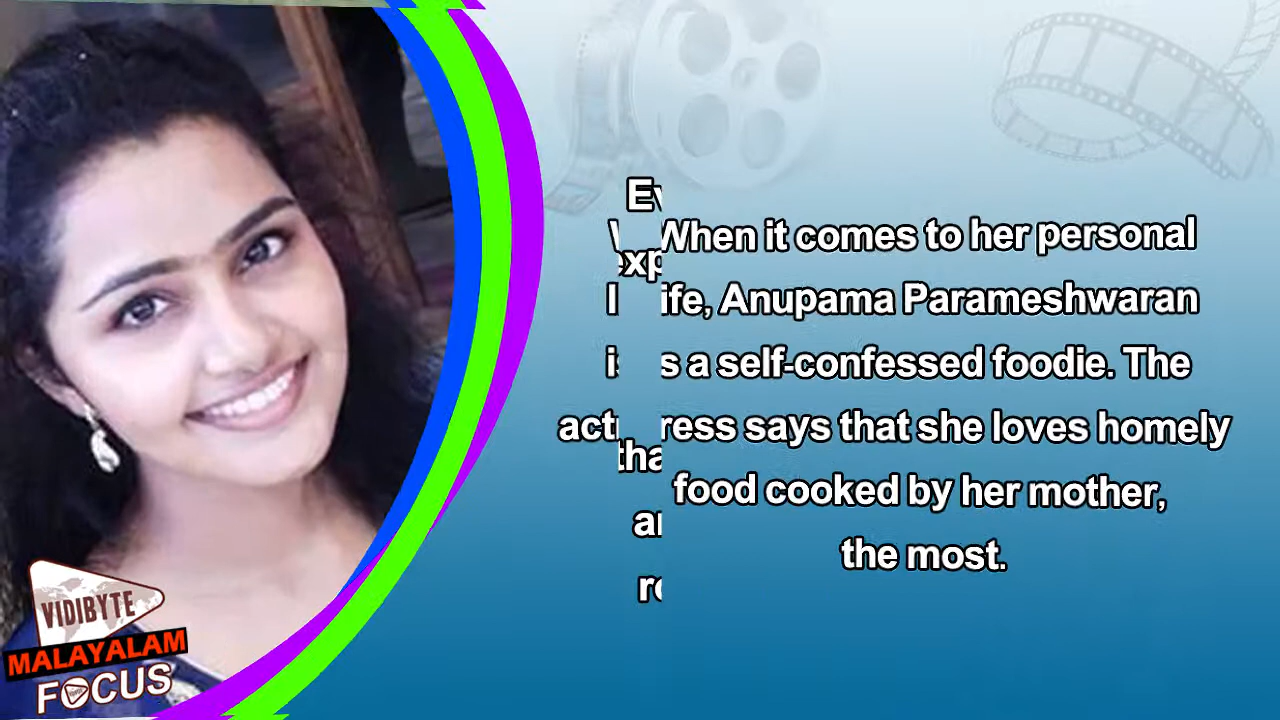 When it comes to her personal
life, Anupama Parameshwaran
is a self-confessed foodie. The
actress says that she loves homely
food cooked by her mother,
the most.
VIDIBYTE
MALAYALAM
FOCUS